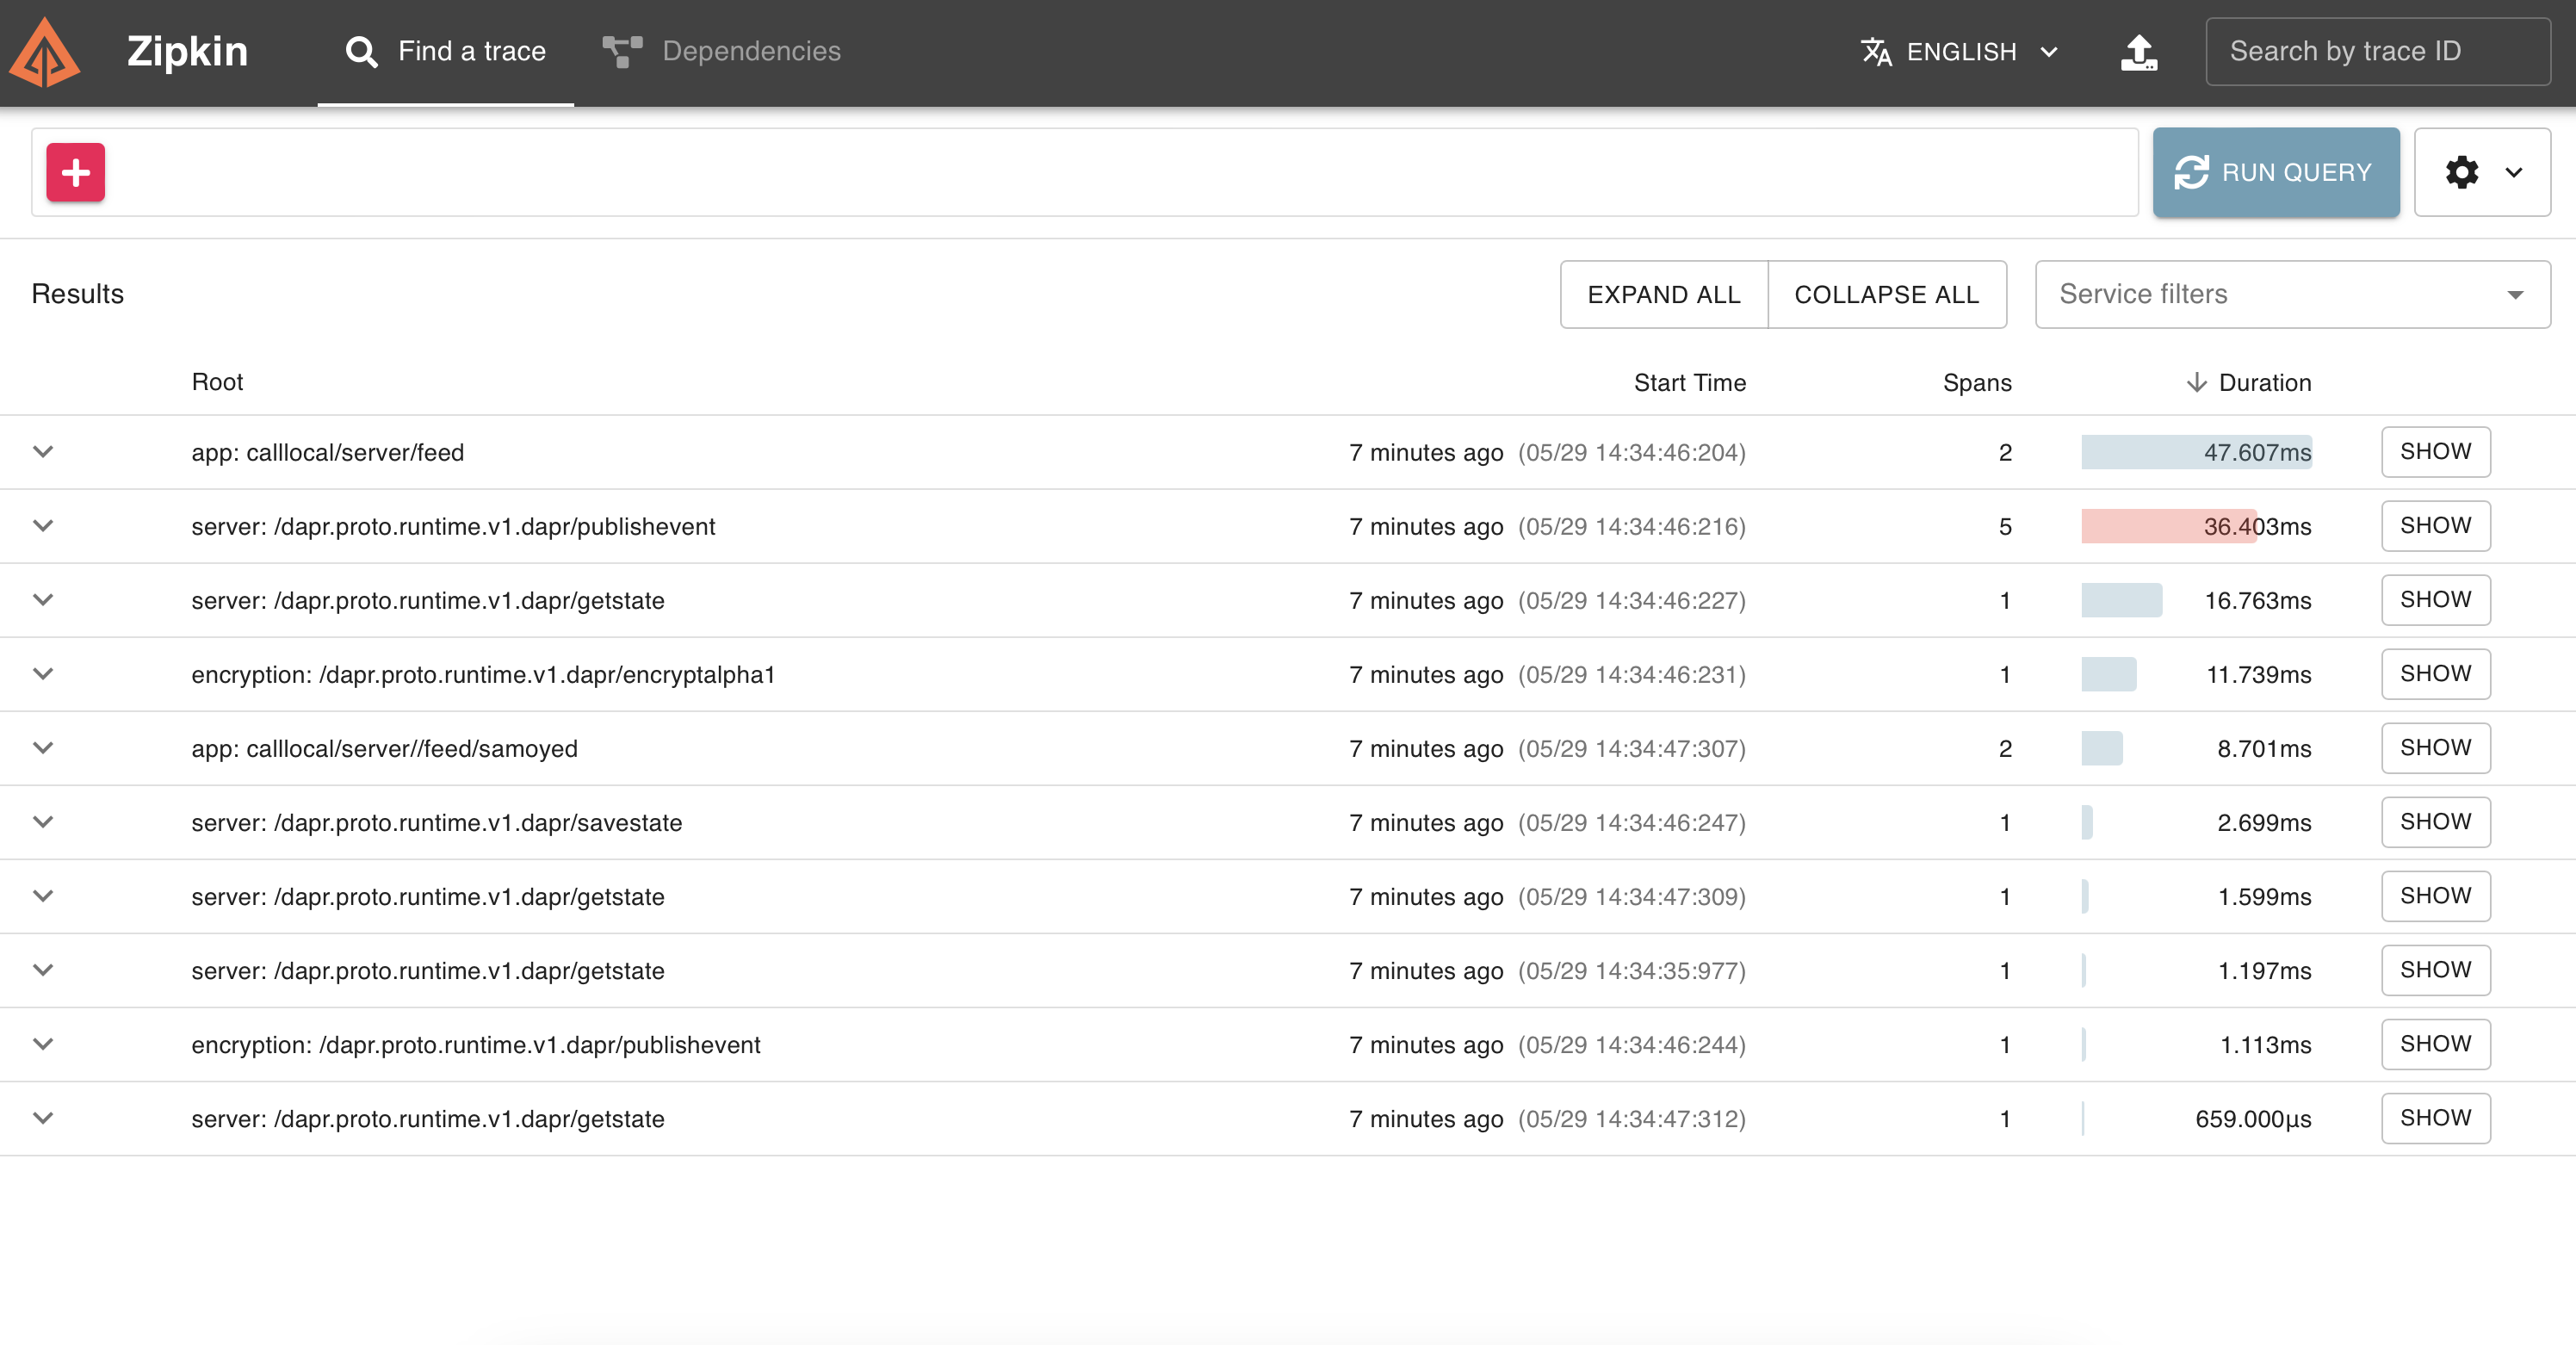 Zipkin Find a trace Dependencies ENGLISH Search by trace ID
RUN QUERY
Results EXPAND ALL COLLAPSE ALL Service filters
Root Start Time Spans Duration
app: calllocal/server/feed 7 minutes ago (05/29 14:34:46:204) 2 47.607ms SHOW
server: /dapr.proto.runtime.v1.dapr/publishevent 7 minutes ago (05/29 14:34:46:216) 5 36.403ms SHOW
server: /dapr.proto.runtime.v1.dapr/getstate 7 minutes ago (05/29 14:34:46:227) 1 16.763ms SHOW
encryption: /dapr.proto.runtime.v1.dapr/encryptalpha1 7 minutes ago (05/29 14:34:46:231) 1 11.739ms SHOW
app: calllocal/server//feed/samoyed 7 minutes ago (05/29 14:34:47:307) 2 8.701ms SHOW
server: /dapr.proto.runtime.v1.dapr/savestate 7 minutes ago (05/29 14:34:46:247) 1 2.699ms SHOW
server: /dapr.proto.runtime.v1.dapr/getstate 7 minutes ago (05/29 14:34:47:309) 1 1.599ms SHOW
server: /dapr.proto.runtime.v1.dapr/getstate 7 minutes ago (05/29 14:34:35:977) 1 1.197ms SHOW
encryption: /dapr.proto.runtime.v1.dapr/publishevent 7 minutes ago (05/29 14:34:46:244) 1 1.113ms SHOW
server: /dapr.proto.runtime.v1.dapr/getstate 7 minutes ago (05/29 14:34:47:312) 1 659.000μs SHOW